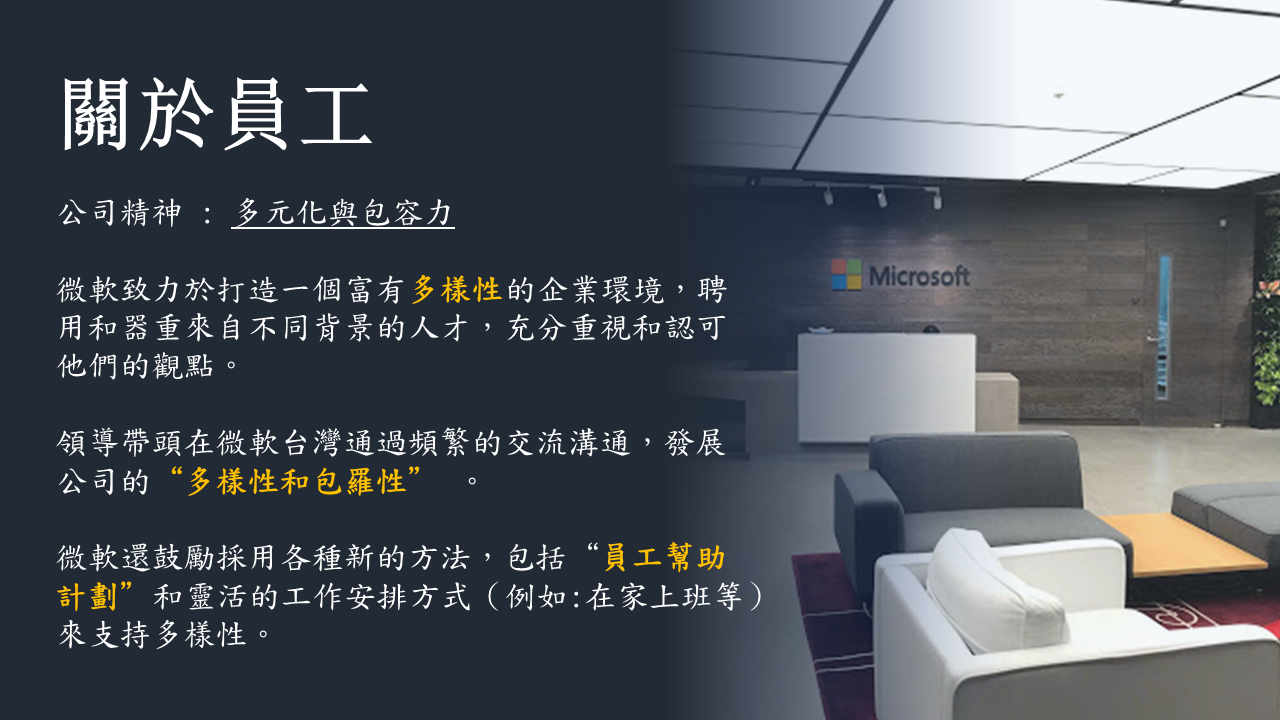 關於員工
公司精神 : 多元化與包容力
微軟致力於打造一個富有多樣性的企業環境，聘
用和器重來自不同背景的人才，充分重視和認可
他們的觀點。
領導帶頭在微軟台灣通過頻繁的交流溝通，發展
公司的“多樣性和包羅性” 。
微軟還鼓勵採用各種新的方法，包括“員工幫助
計劃”和靈活的工作安排方式（例如:在家上班等）
來支持多樣性。
Microsoft